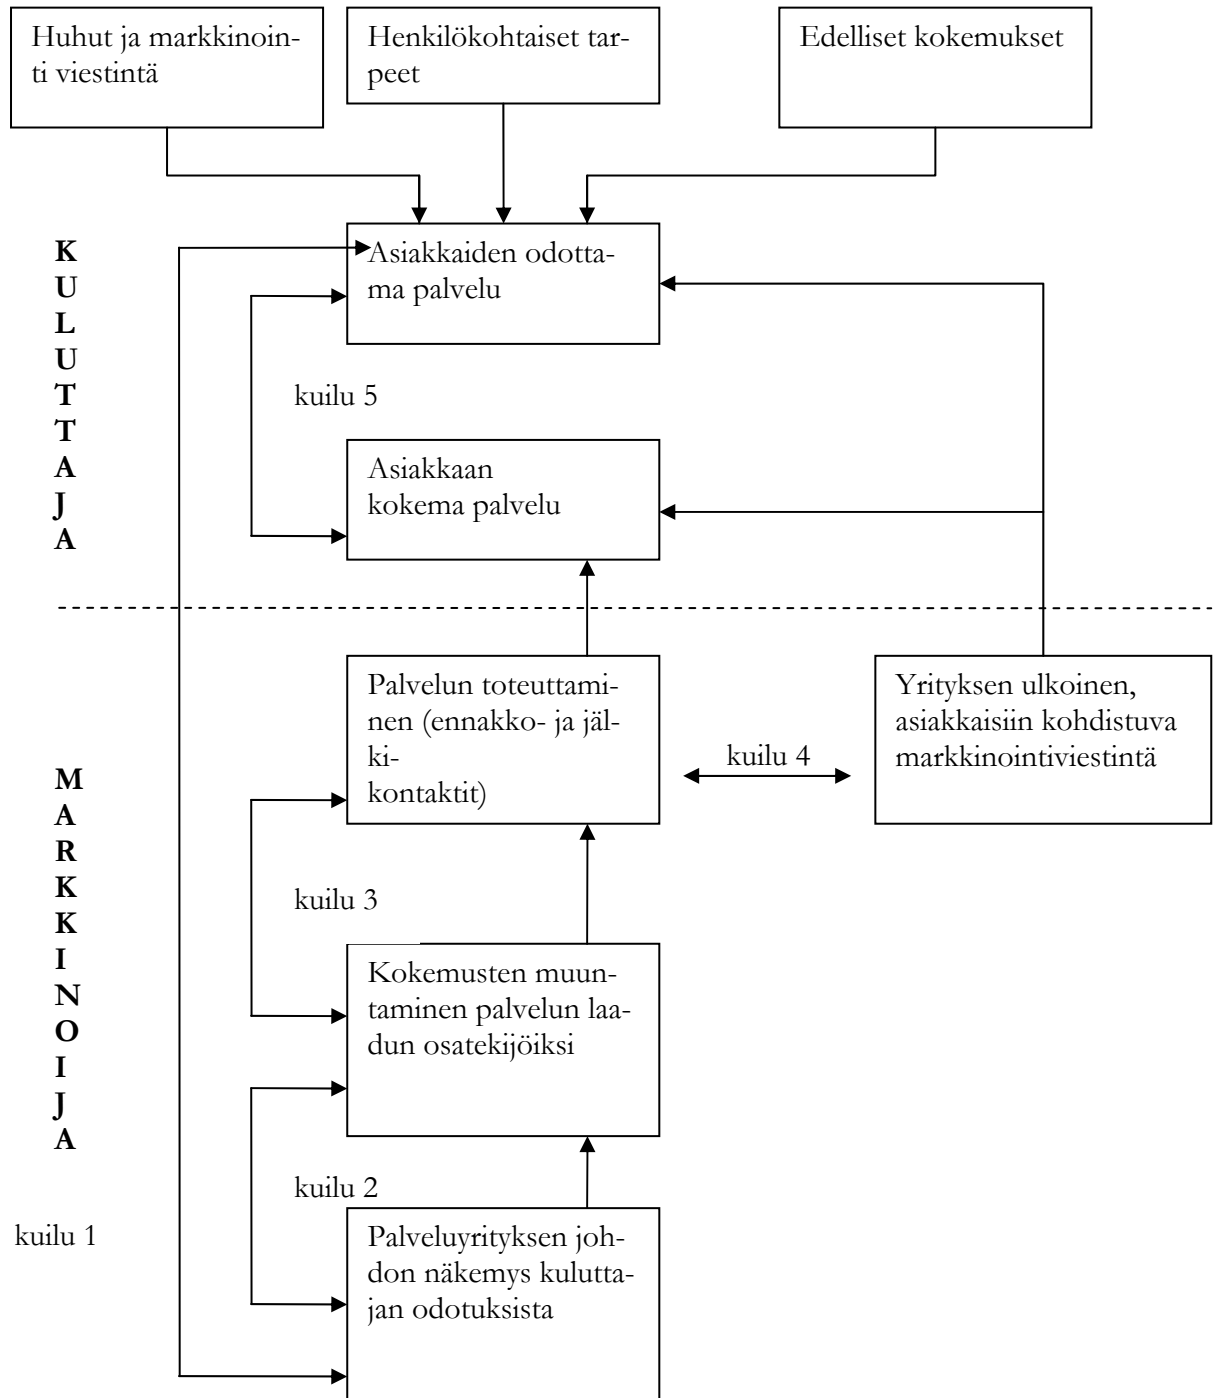 Huhut ja markkinoin-
ti viestintä
Henkilökohtaiset tar-
peet
Edelliset kokemukset
KULUTTAJA
Asiakkaiden odotta-
ma palvelu
kuilu 5
Asiakkaan
kokema palvelu
MARKKINOIJA
Palvelun toteuttami-
nen (ennakko- ja jäl-
ki-
kontaktit)
kuilu 4
Yrityksen ulkoinen,
asiakkaisiin kohdistuva
markkinointiviestintä
kuilu 3
Kokemusten muun-
taminen palvelun laa-
dun osatekijöiksi
kuilu 2
kuilu 1
Palveluyrityksen joh-
don näkemys kulutta-
jan odotuksista